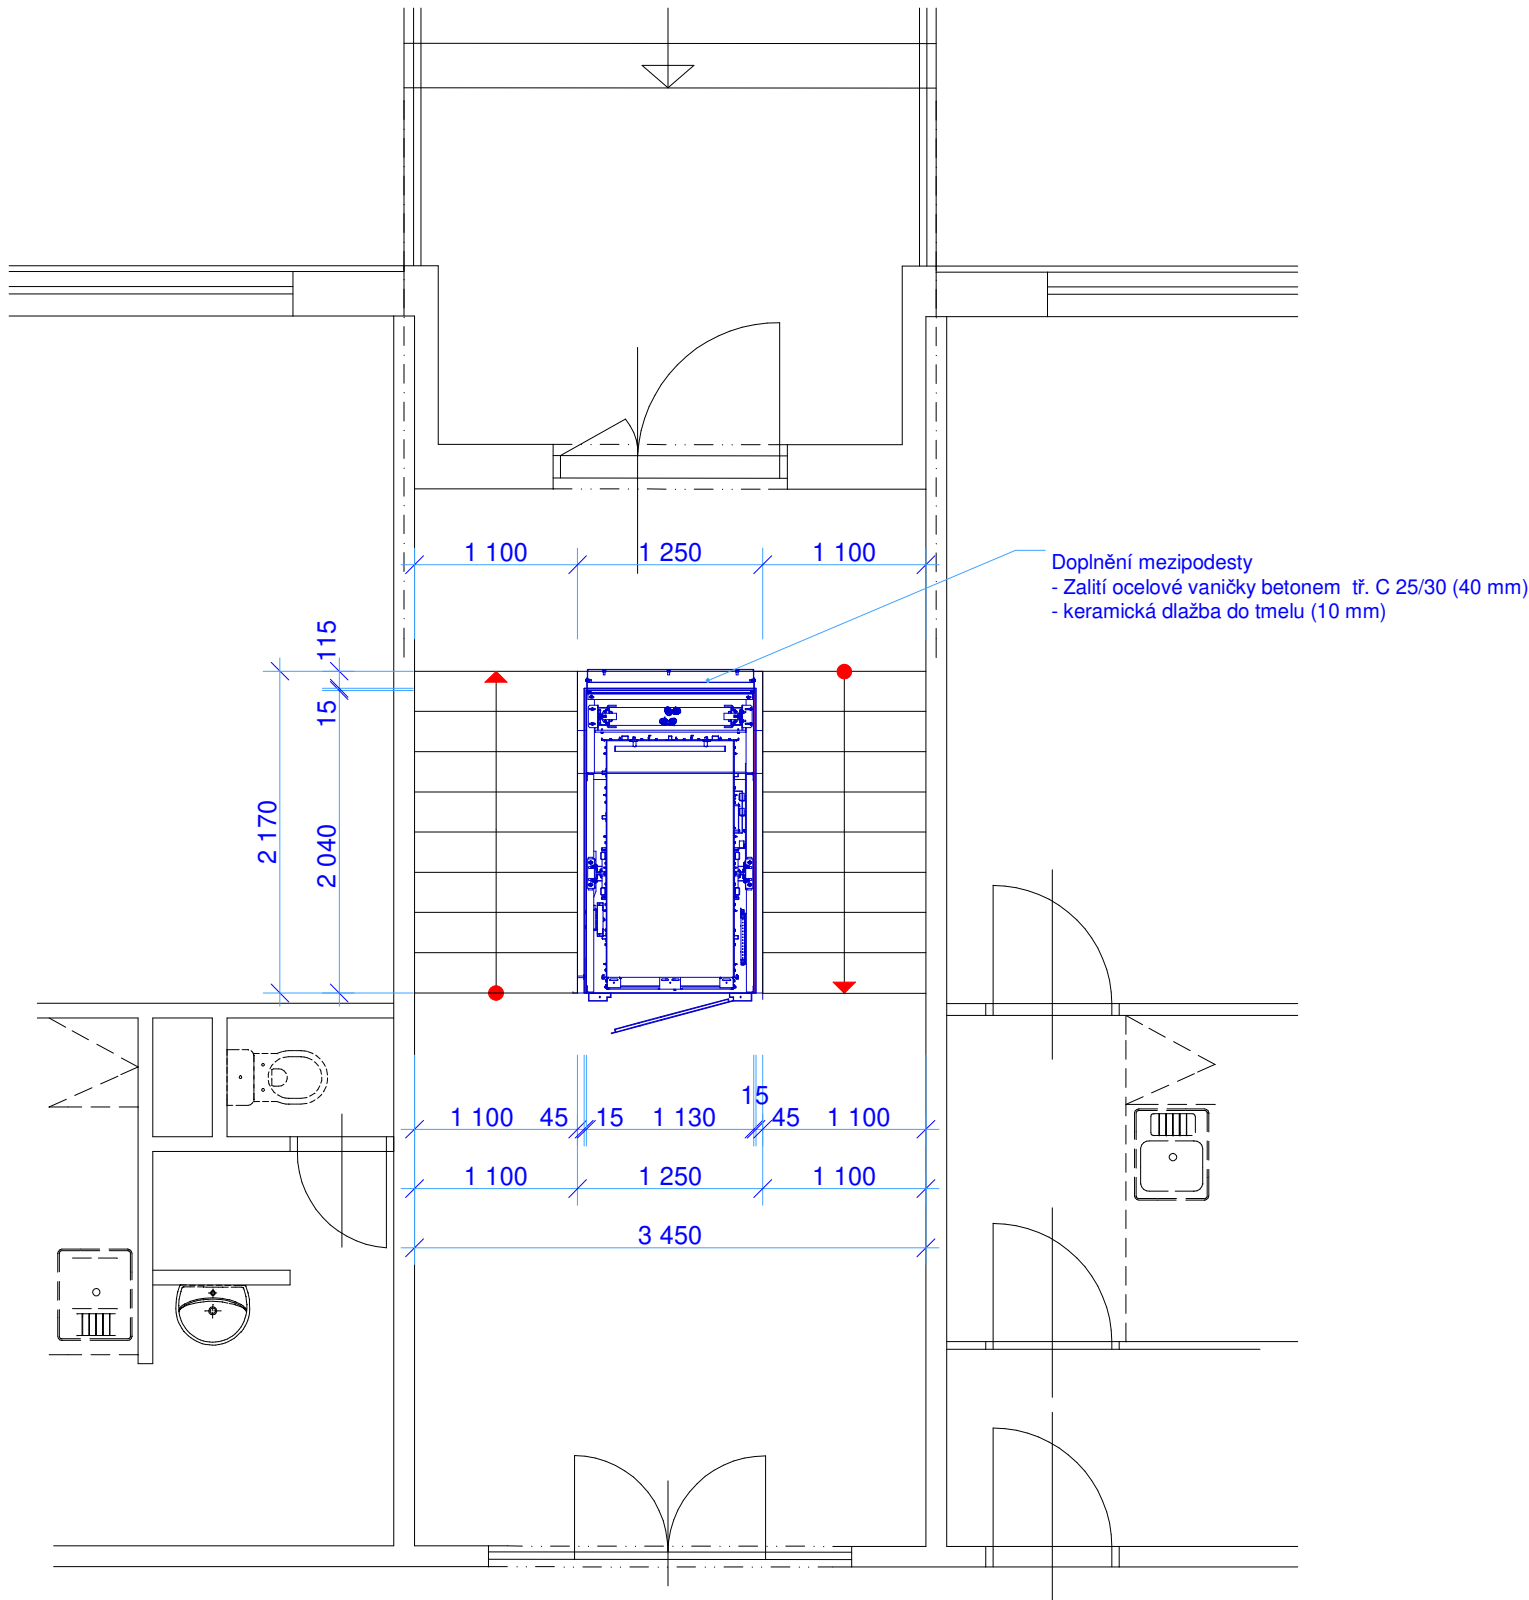 1 100 1 250 1 100
Doplnění mezipodesty
- Zalití ocelové vaničky betonem tř. C 25/30 (40 mm)
- keramická dlažba do tmelu (10 mm)
115
15
2 170
2 040
15
1 100 45 15 1 130 45 1 100
1 100 1 250 1 100
3 450